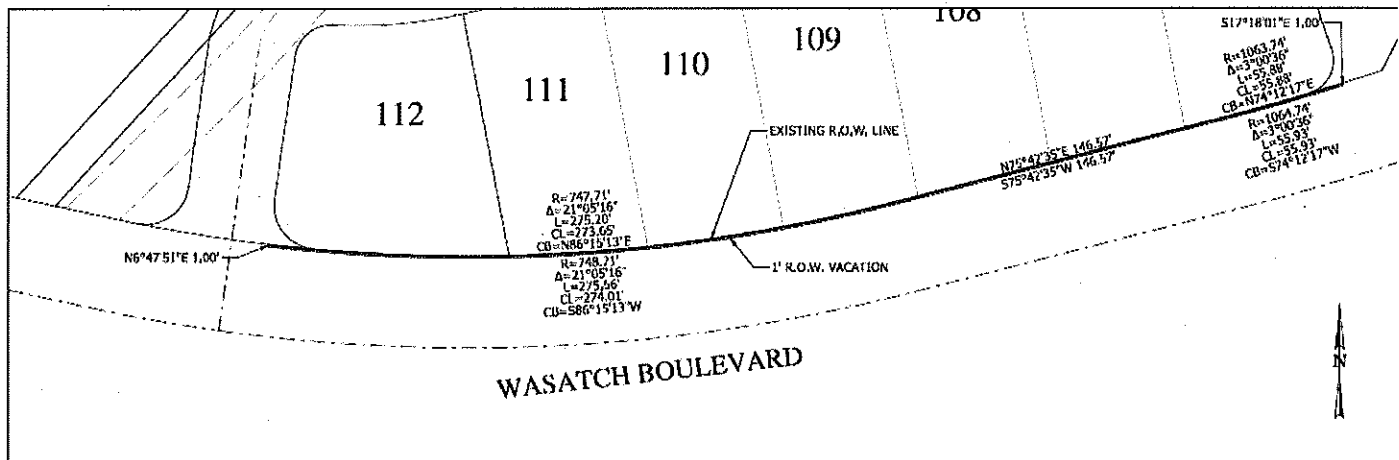 108
S17°18'01"E 1.00'
109
110
111
112
R=1063.74'
Δ=3°00'36"
L=55.88'
CL=55.88'
CB=N74°12'17"E
R=1064.74'
Δ=3°00'36"
L=55.93'
CL=55.93'
CB=S74°12'17"W
EXISTING R.O.W. LINE
N75°42'35"E 146.57'
S75°42'35"W 146.57'
R=747.71'
Δ=21°05'16"
L=275.20'
CL=273.65'
CB=N86°15'13"E
N6°47'51"E 1.00'
R=748.71'
Δ=21°05'16"
L=275.56'
CL=274.01'
CB=S86°15'13"W
1' R.O.W. VACATION
WASATCH BOULEVARD
N